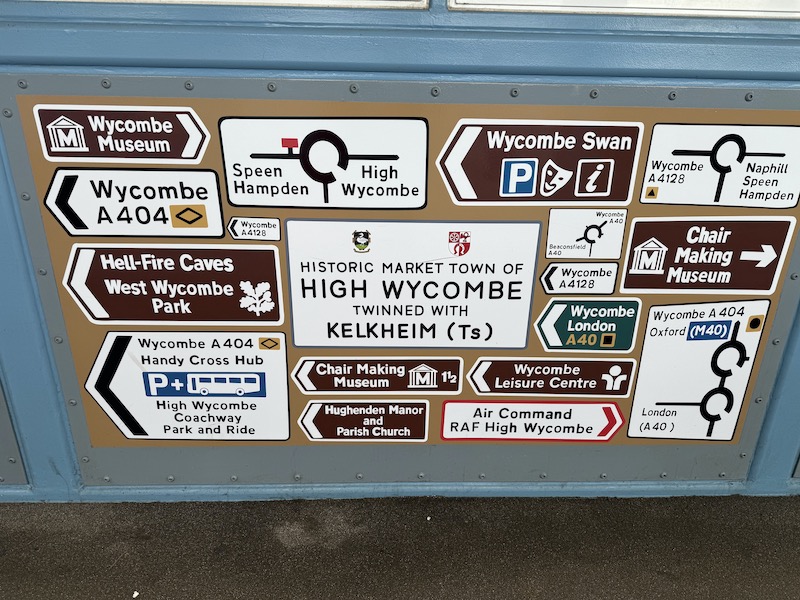 Wycombe
Museum
Speen
Hampden
High
Wycombe
Wycombe Swan
P
i
Wycombe
A4128
Naphill
Speen
Hampden
Wycombe
A404
Wycombe
A4128
Wycombe
A40
Beaconsfield
A40
Chair
Making
Museum
Hell-Fire Caves
West Wycombe
Park
HISTORIC MARKET TOWN OF
HIGH WYCOMBE
TWINNED WITH
KELKHEIM (Ts)
Wycombe
A4128
Wycombe
London
A40
Wycombe A 404
Oxford (M40)
London
(A40)
Wycombe A404
Handy Cross HUB
P+
High Wycombe
Coachway
Park and Ride
Chair Making
Museum 1½
Wycombe
Leisure Centre
Hughenden Manor
and
Parish Church
Air Command
RAF High Wycombe